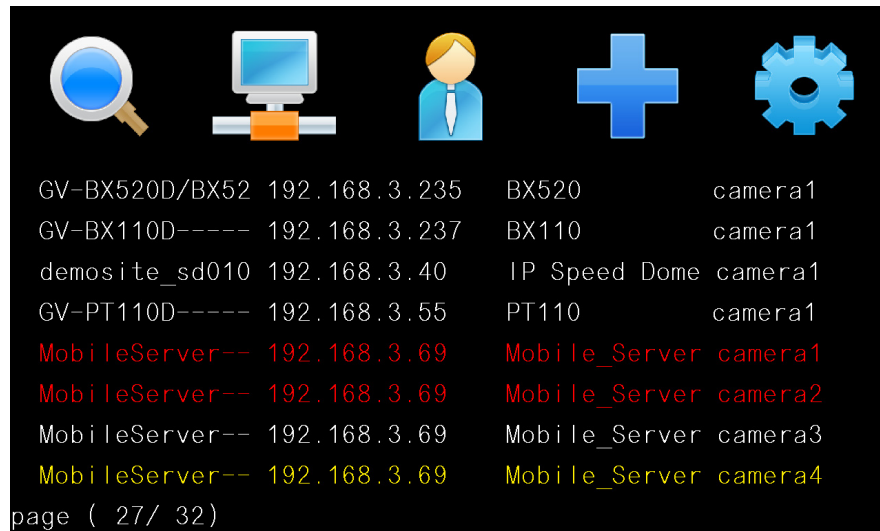 GV-BX520D/BX52 192.168.3.235 BX520 camera1
GV-BX110D----- 192.168.3.237 BX110 camera1
demosite_sd010 192.168.3.40 IP Speed Dome camera1
GV-PT110D----- 192.168.3.55 PT110 camera1
MobileServer-- 192.168.3.69 Mobile_Server camera1
MobileServer-- 192.168.3.69 Mobile_Server camera2
MobileServer-- 192.168.3.69 Mobile_Server camera3
MobileServer-- 192.168.3.69 Mobile_Server camera4
page ( 27/ 32)